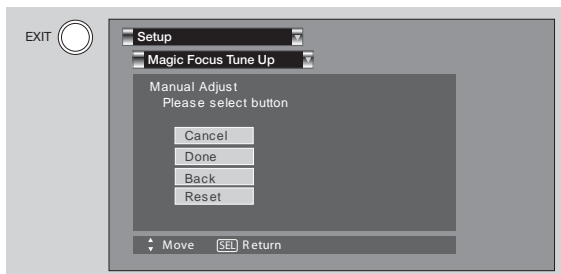 EXIT
Setup
Magic Focus Tune Up
Manual Adjust
Please select button
Cancel
Done
Back
Reset
Move SEL Return